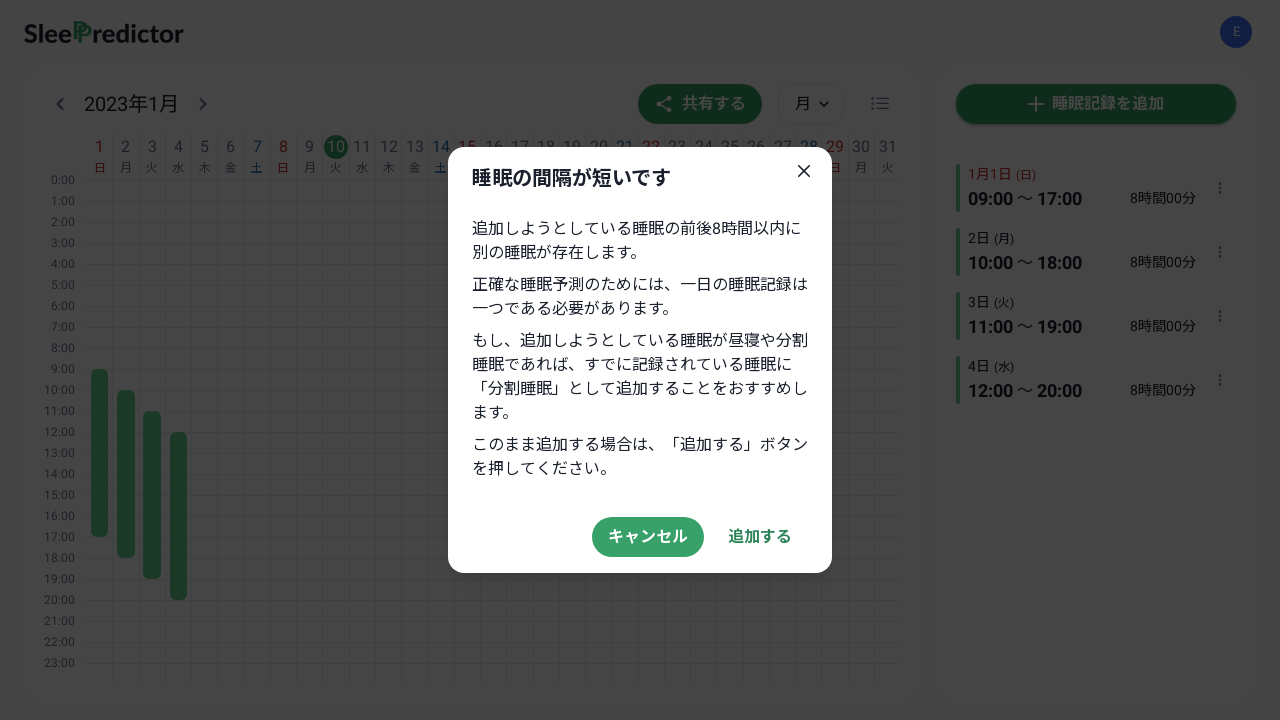 SleePredictor
E
2023年1月
共有する
月
睡眠記録を追加
1 2 3 4 5 6 7 8 9 10 11 12 13 14 15 16 17 18 19 20 21 22 23 24 25 26 27 28 29 30 31
日 月 火 水 木 金 土 日 月 火 水 木 金 土 日 月 火
0:00
1:00
2:00
3:00
4:00
5:00
6:00
7:00
8:00
9:00
10:00
11:00
12:00
13:00
14:00
15:00
16:00
17:00
18:00
19:00
20:00
21:00
22:00
23:00
睡眠の間隔が短いです
追加しようとしている睡眠の前後8時間以内に
別の睡眠が存在します。
正確な睡眠予測のためには、一日の睡眠記録は
一つである必要があります。
もし、追加しようとしている睡眠が昼寝や分割
睡眠であれば、すでに記録されている睡眠に
「分割睡眠」として追加することをおすすめし
ます。
このまま追加する場合は、「追加する」ボタン
を押してください。
キャンセル
追加する
1月1日 (日)
09:00 〜 17:00 8時間00分
2日 (月)
10:00 〜 18:00 8時間00分
3日 (火)
11:00 〜 19:00 8時間00分
4日 (水)
12:00 〜 20:00 8時間00分